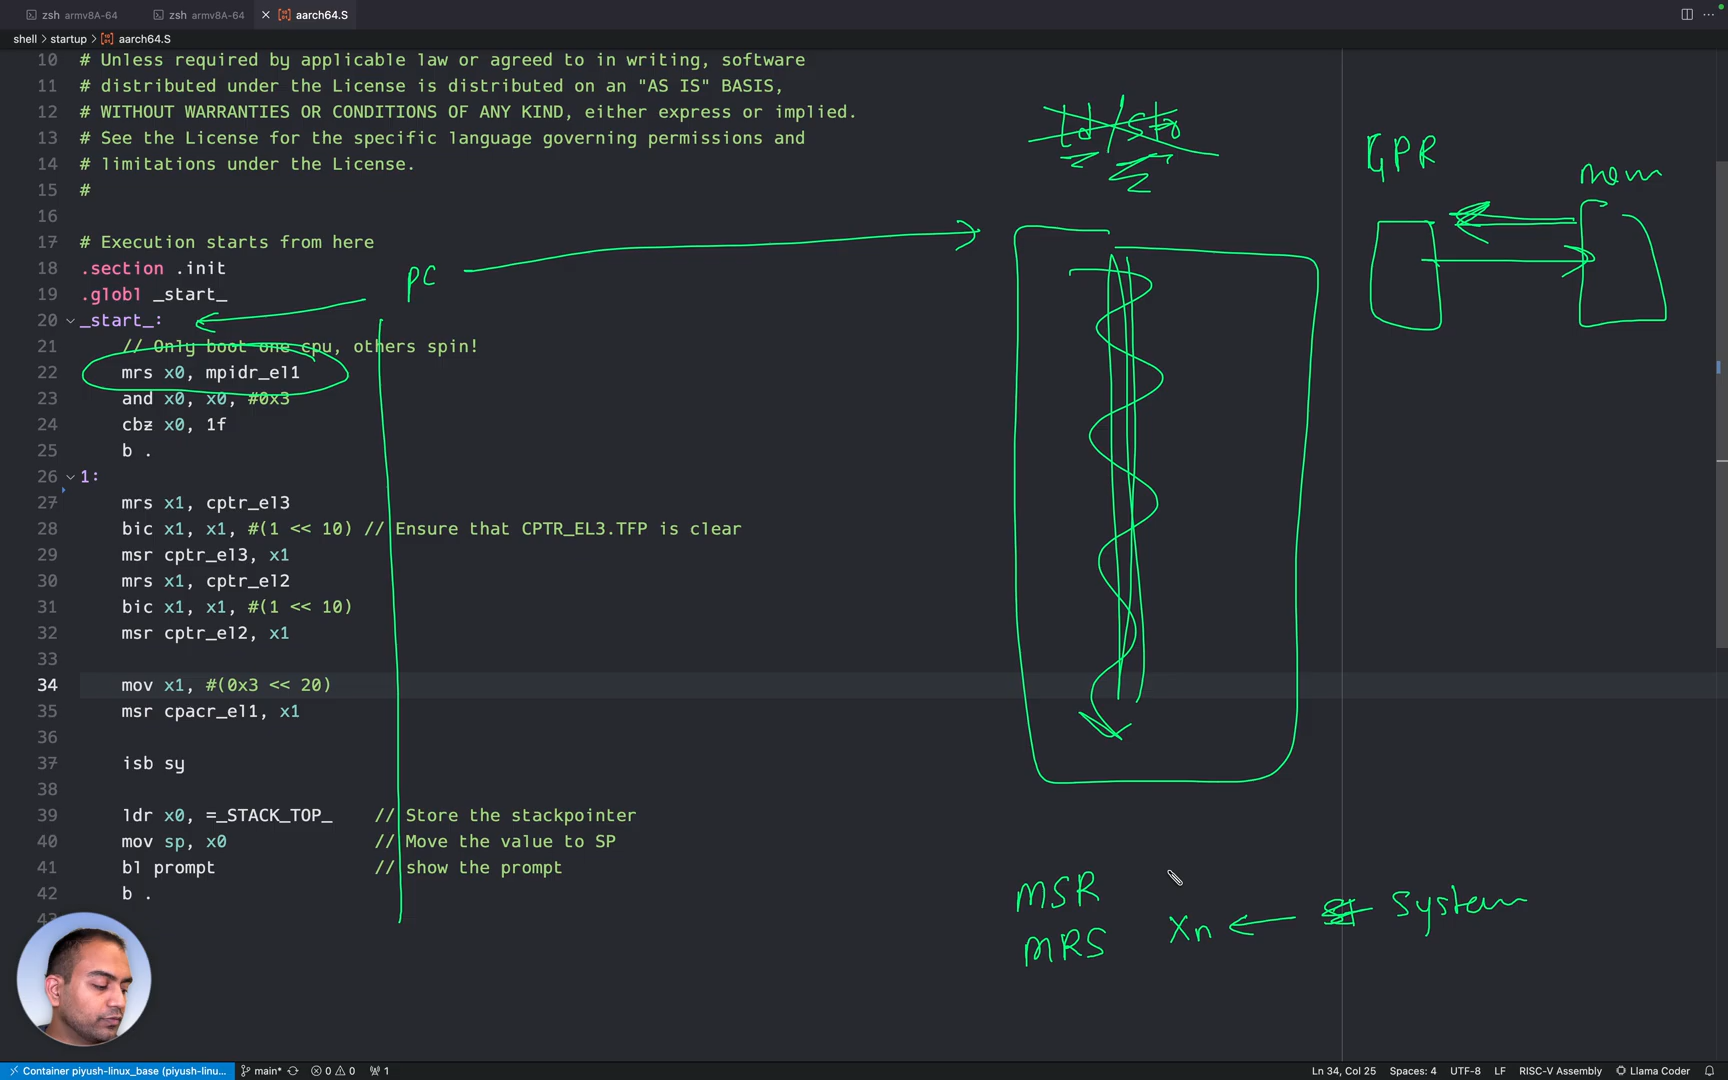 zsh armv8A-64
zsh armv8A-64
aarch64.S
shell > startup > aarch64.S
10 # Unless required by applicable law or agreed to in writing, software
11 # distributed under the License is distributed on an "AS IS" BASIS,
12 # WITHOUT WARRANTIES OR CONDITIONS OF ANY KIND, either express or implied.
13 # See the License for the specific language governing permissions and
14 # limitations under the License.
15 #
16
17 # Execution starts from here
18 .section .init
19 .globl _start_
20 _start_:
21 // Only boot one cpu, others spin!
22 mrs x0, mpidr_el1
23 and x0, x0, #0x3
24 cbz x0, 1f
25 b .
26 1:
27 mrs x1, cptr_el3
28 bic x1, x1, #(1 << 10) // Ensure that CPTR_EL3.TFP is clear
29 msr cptr_el3, x1
30 mrs x1, cptr_el2
31 bic x1, x1, #(1 << 10)
32 msr cptr_el2, x1
33
34 mov x1, #(0x3 << 20)
35 msr cpacr_el1, x1
36
37 isb sy
38
39 ldr x0, =_STACK_TOP_ // Store the stackpointer
40 mov sp, x0 // Move the value to SP
41 bl prompt // show the prompt
42 b .
43
PC
GPR
mem
MSR
MRS Xn ← System
Container piyush-linux_base (piyush-linu... main* 0 0 1 Ln 34, Col 25 Spaces: 4 UTF-8 LF RISC-V Assembly Llama Coder